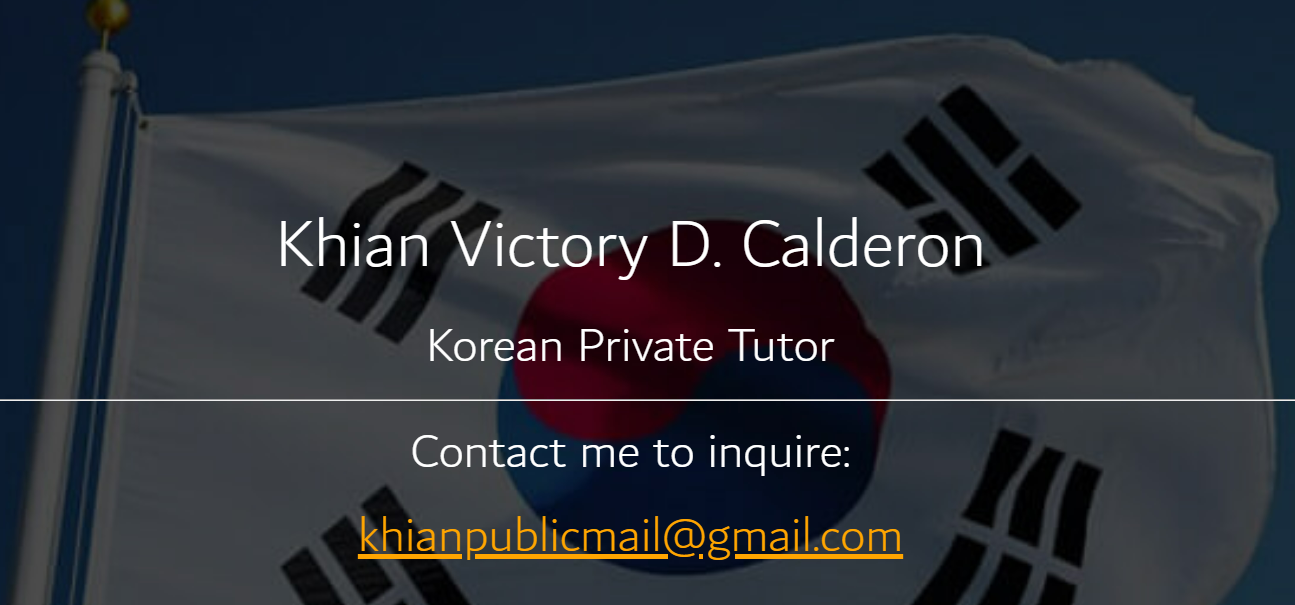 Khian Victory D. Calderon
Korean Private Tutor
Contact me to inquire:
khianpublicmail@gmail.com